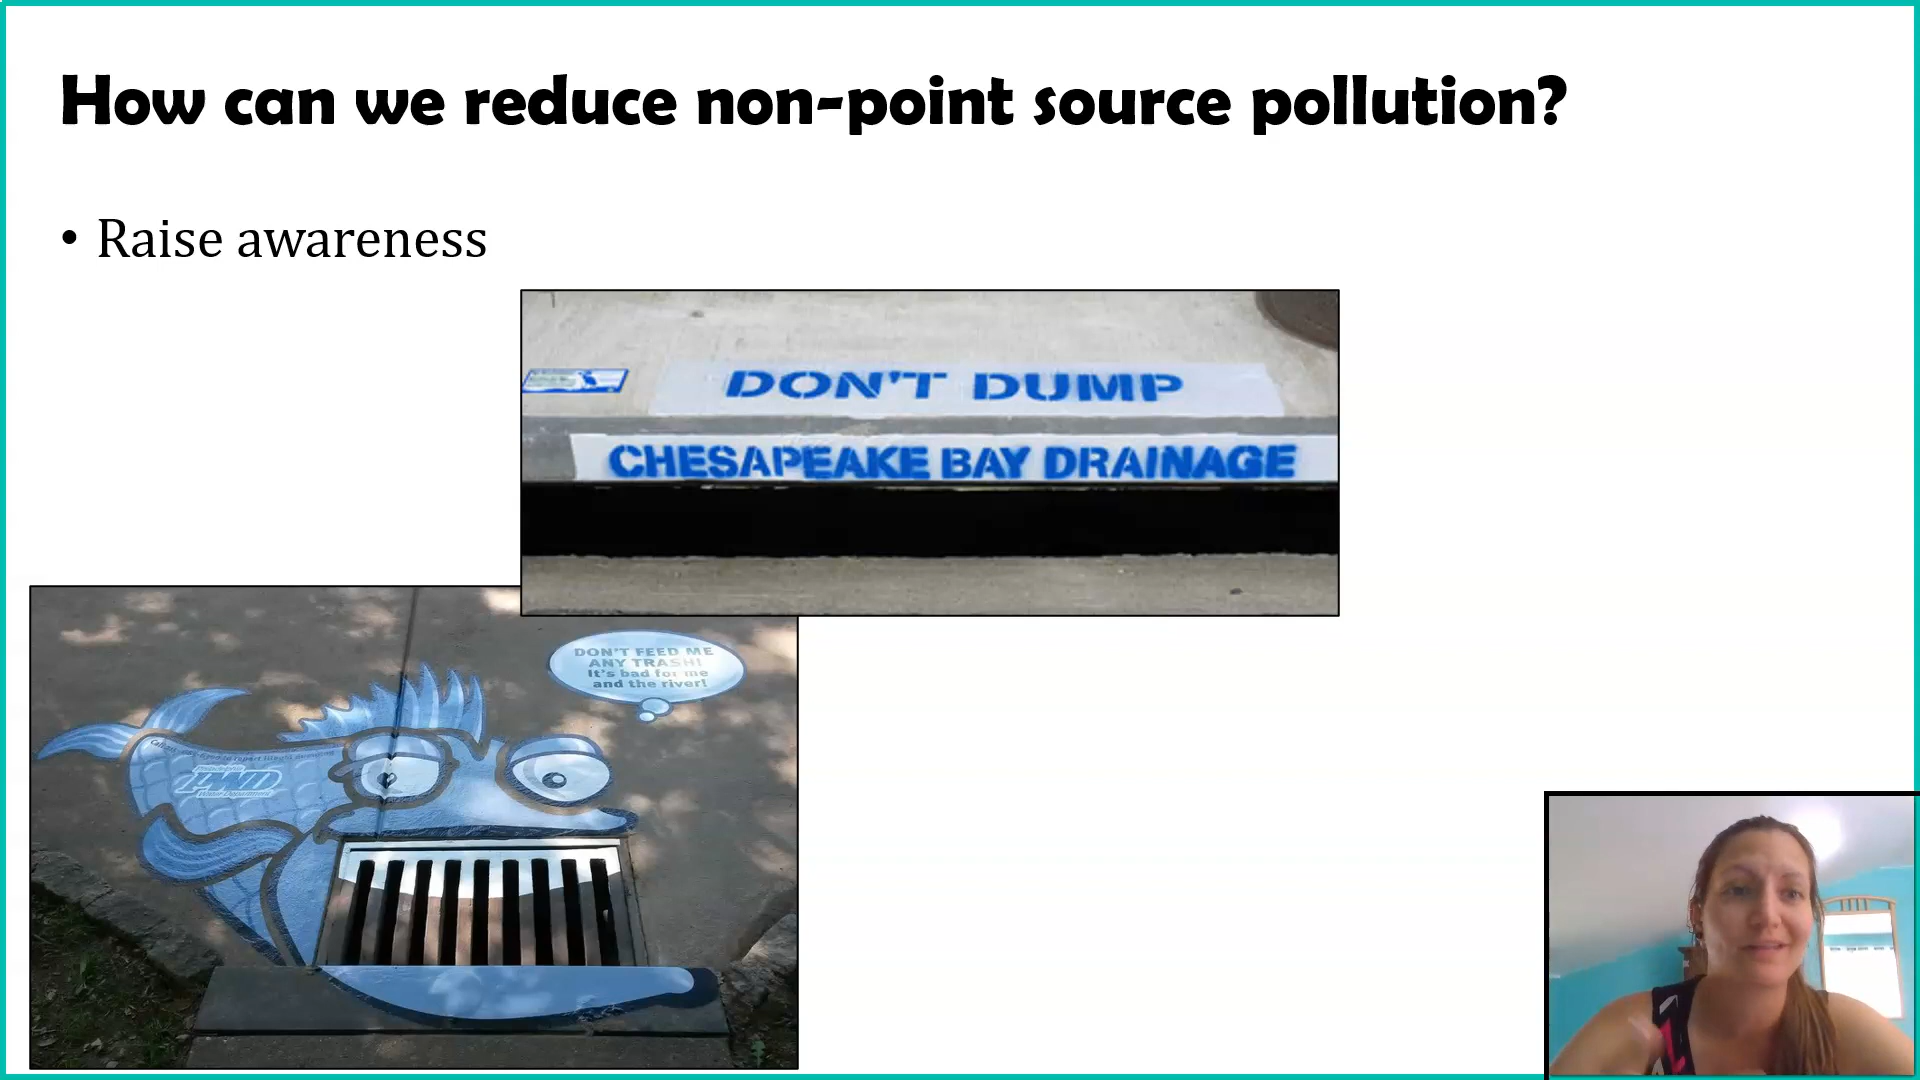 How can we reduce non-point source pollution?
• Raise awareness
DON'T DUMP
CHESAPEAKE BAY DRAINAGE
DON'T FEED ME
ANY TRASH!
It's bad for me
and the river!
PWD